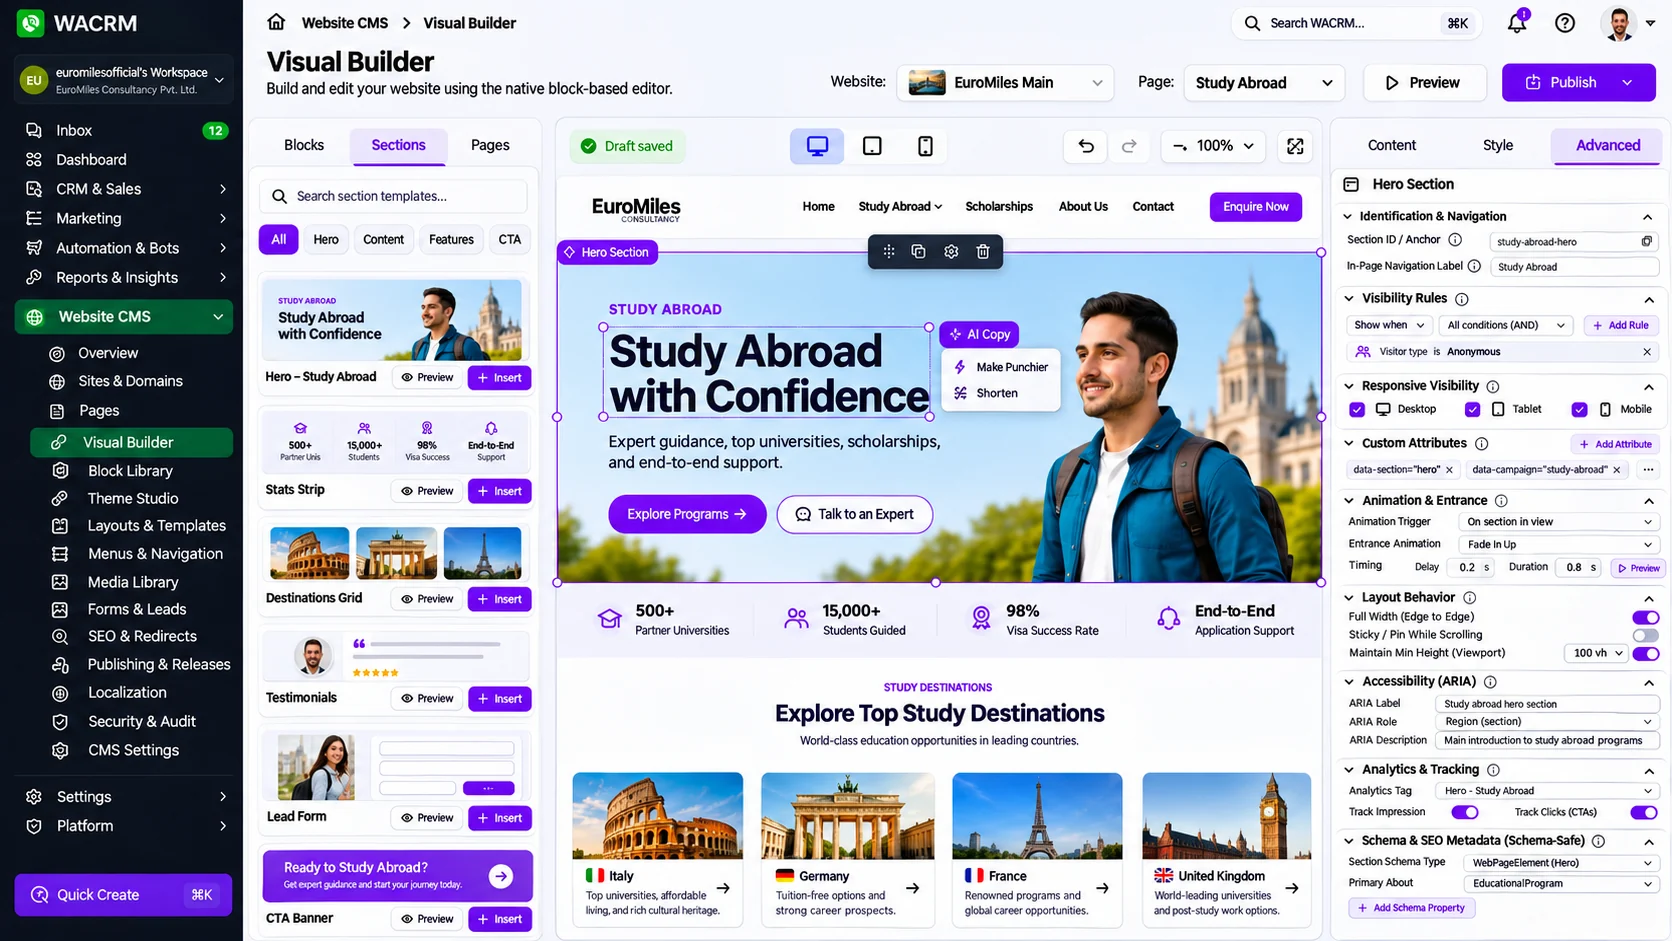 WACRM
EU
euromilesofficial's Workspace
EuroMiles Consultancy Pvt. Ltd.
Inbox
12
Dashboard
CRM & Sales
Marketing
Automation & Bots
Reports & Insights
Website CMS
Overview
Sites & Domains
Pages
Visual Builder
Block Library
Theme Studio
Layouts & Templates
Menus & Navigation
Media Library
Forms & Leads
SEO & Redirects
Publishing & Releases
Localization
Security & Audit
CMS Settings
Settings
Platform
Quick Create
⌘K
Website CMS > Visual Builder
Search WACRM...
⌘K
Visual Builder
Build and edit your website using the native block-based editor.
Website:
EuroMiles Main
Page:
Study Abroad
Preview
Publish
Blocks
Sections
Pages
Search section templates...
All
Hero
Content
Features
CTA
STUDY ABROAD
Study Abroad
with Confidence
Hero – Study Abroad
Preview
+ Insert
500+
Partner Unis
15,000+
Students
98%
Visa Success
End-to-End
Support
Stats Strip
Preview
+ Insert
Destinations Grid
Preview
+ Insert
Testimonials
Preview
+ Insert
Lead Form
Preview
+ Insert
Ready to Study Abroad?
Get expert guidance and start your journey today.
CTA Banner
Preview
+ Insert
Draft saved
100%
EuroMiles
CONSULTANCY
Home
Study Abroad
Scholarships
About Us
Contact
Enquire Now
Hero Section
STUDY ABROAD
Study Abroad
with Confidence
AI Copy
Make Punchier
Shorten
Expert guidance, top universities, scholarships,
and end-to-end support.
Explore Programs →
Talk to an Expert
500+
Partner Universities
15,000+
Students Guided
98%
Visa Success Rate
End-to-End
Application Support
STUDY DESTINATIONS
Explore Top Study Destinations
World-class education opportunities in leading countries.
Italy
Top universities, affordable
living, and rich cultural heritage.
Germany
Tuition-free options and
strong career prospects.
France
Renowned programs and
global career opportunities.
United Kingdom
World-leading universities
and post-study work options.
Content
Style
Advanced
Hero Section
Identification & Navigation
Section ID / Anchor
study-abroad-hero
In-Page Navigation Label
Study Abroad
Visibility Rules
Show when
All conditions (AND)
+ Add Rule
Visitor type is Anonymous
Responsive Visibility
Desktop
Tablet
Mobile
Custom Attributes
+ Add Attribute
data-section="hero" ×
data-campaign="study-abroad" ×
Animation & Entrance
Animation Trigger
On section in view
Entrance Animation
Fade In Up
Timing
Delay
0.2 s
Duration
0.8 s
Preview
Layout Behavior
Full Width (Edge to Edge)
Sticky / Pin While Scrolling
Maintain Min Height (Viewport)
100 vh
Accessibility (ARIA)
ARIA Label
Study abroad hero section
ARIA Role
Region (section)
ARIA Description
Main introduction to study abroad programs
Analytics & Tracking
Analytics Tag
Hero - Study Abroad
Track Impression
Track Clicks (CTAs)
Schema & SEO Metadata (Schema-Safe)
Section Schema Type
WebPageElement (Hero)
Primary About
EducationalProgram
+ Add Schema Property